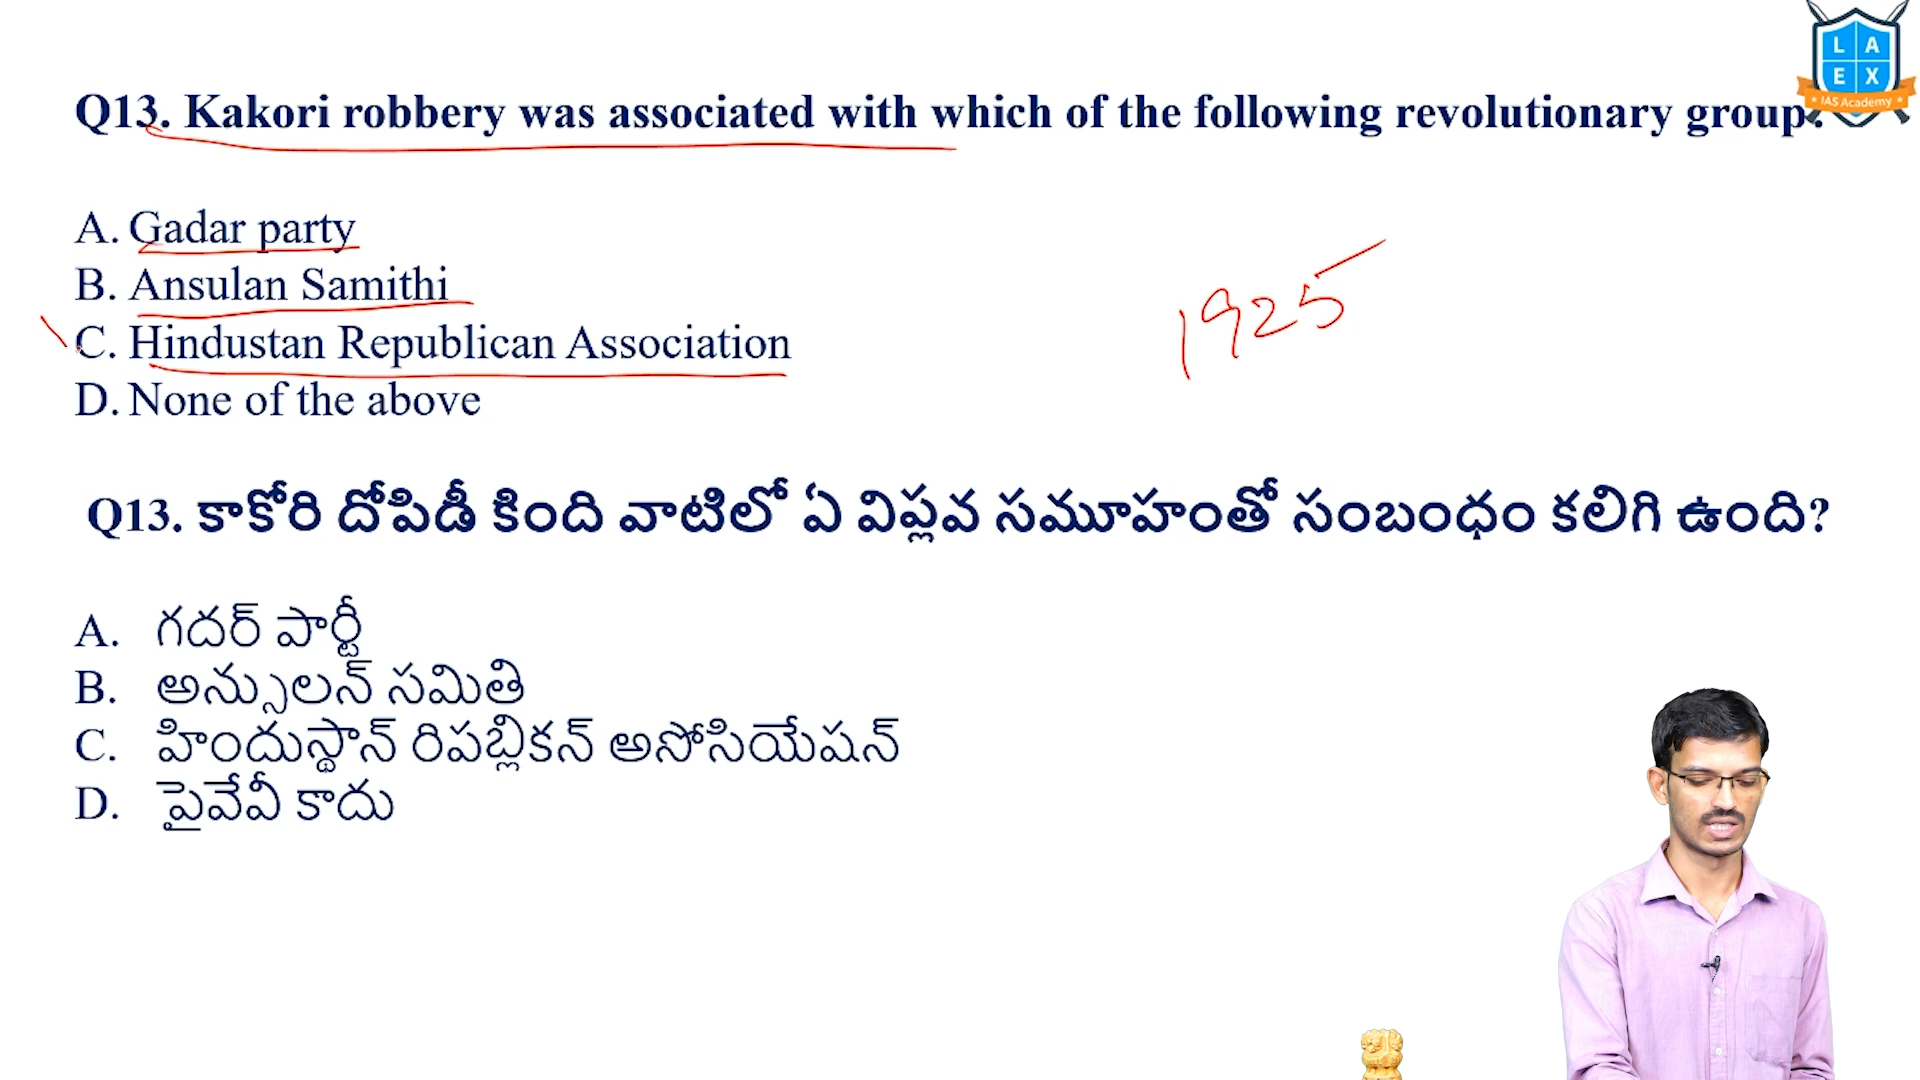 L A
E X
IAS Academy
Q13. Kakori robbery was associated with which of the following revolutionary group?
A. Gadar party
B. Ansulan Samithi
C. Hindustan Republican Association
D. None of the above
1925
Q13. కాకోరి దోపిడీ కింది వాటిలో ఏ విప్లవ సమూహంతో సంబంధం కలిగి ఉంది?
A. గదర్ పార్టీ
B. అన్సులన్ సమితి
C. హిందుస్థాన్ రిపబ్లికన్ అసోసియేషన్
D. పైవేవీ కాదు